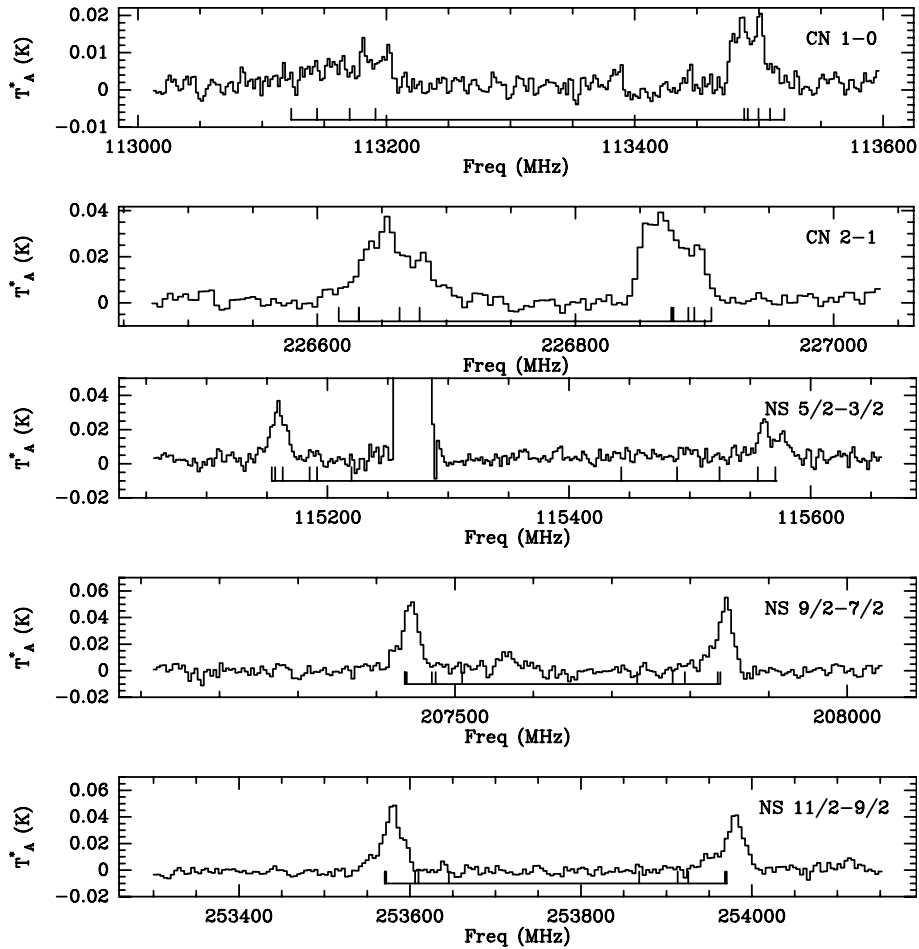 0.02
0.01
0
-0.01
T*A (K)
CN 1-0
113000 113200 113400 113600
Freq (MHz)
0.04
0.02
0
T*A (K)
CN 2-1
226600 226800 227000
Freq (MHz)
0.04
0.02
0
-0.02
T*A (K)
NS 5/2-3/2
115200 115400 115600
Freq (MHz)
0.06
0.04
0.02
0
-0.02
T*A (K)
NS 9/2-7/2
207500 208000
Freq (MHz)
0.06
0.04
0.02
0
-0.02
T*A (K)
NS 11/2-9/2
253400 253600 253800 254000
Freq (MHz)